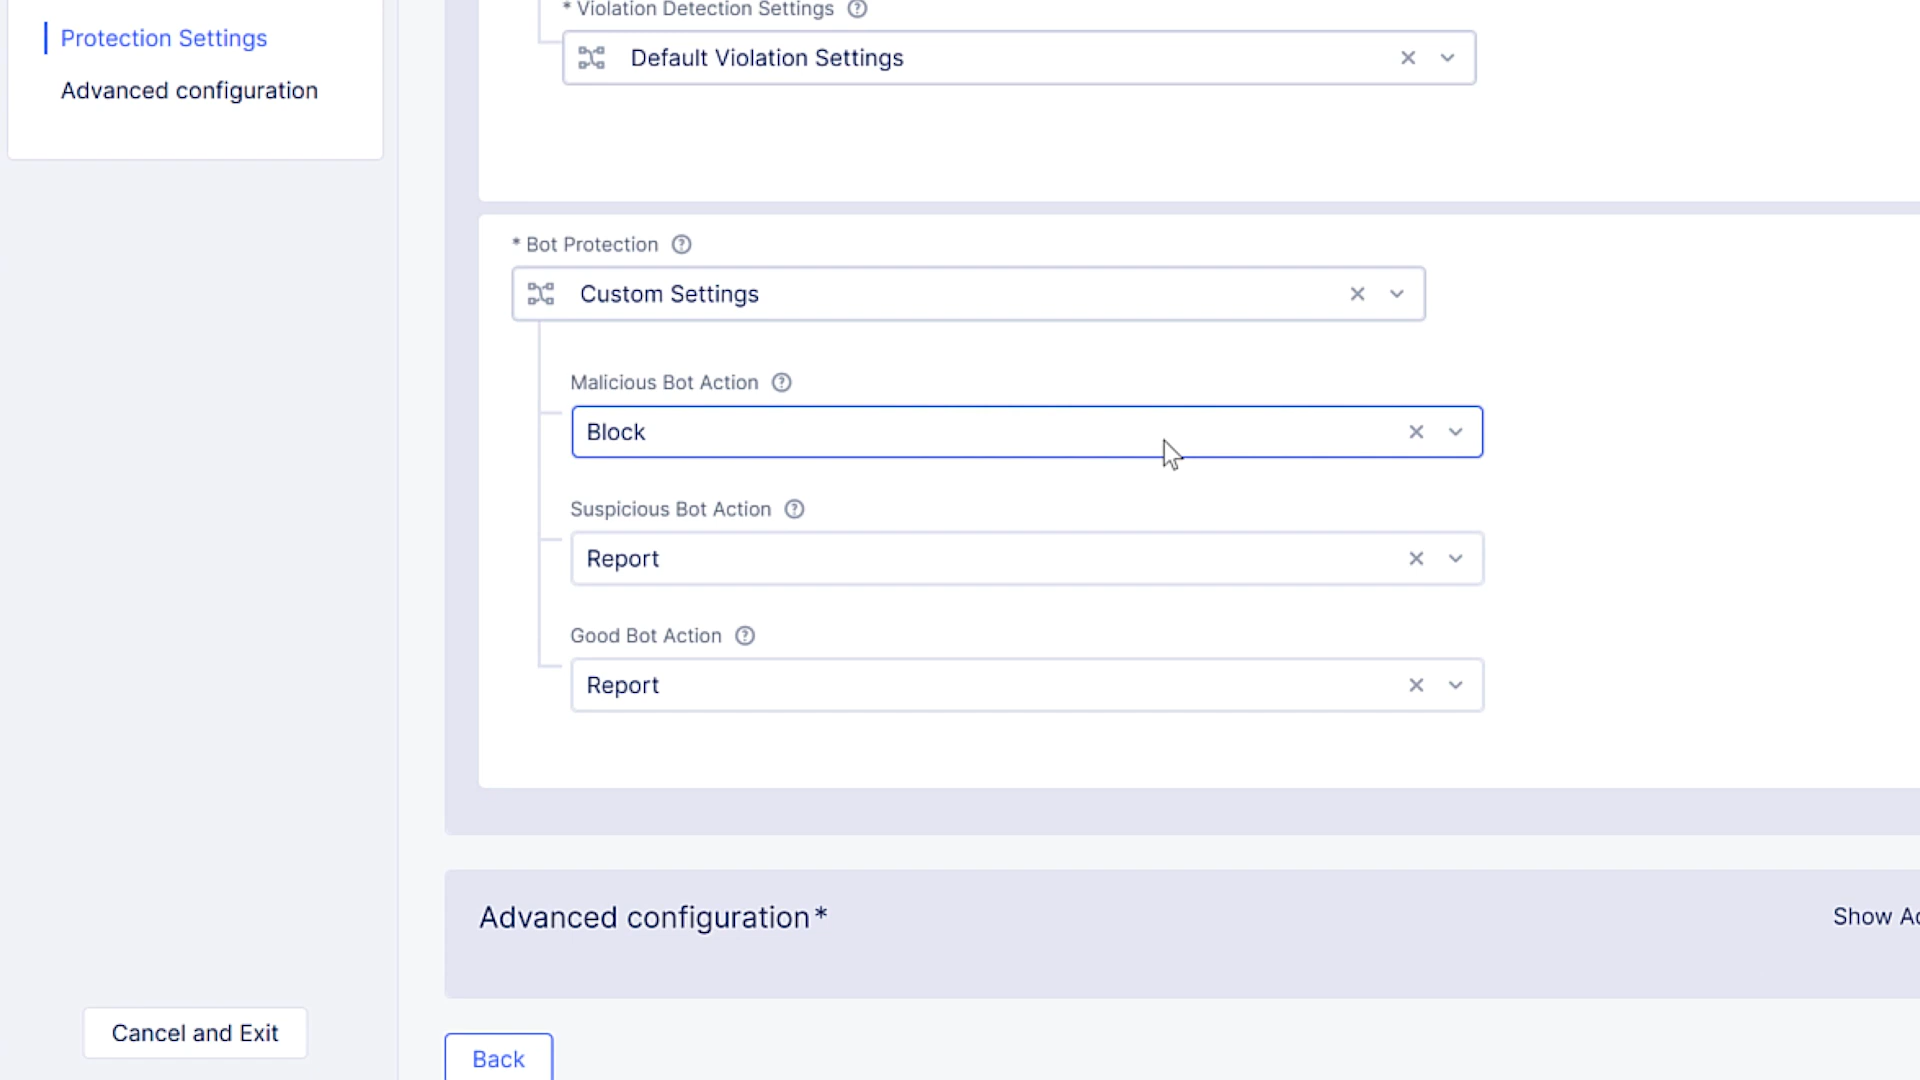 Protection Settings
Advanced configuration
* Violation Detection Settings
Default Violation Settings
* Bot Protection
Custom Settings
Malicious Bot Action
Block
Suspicious Bot Action
Report
Good Bot Action
Report
Advanced configuration*
Show
Cancel and Exit
Back